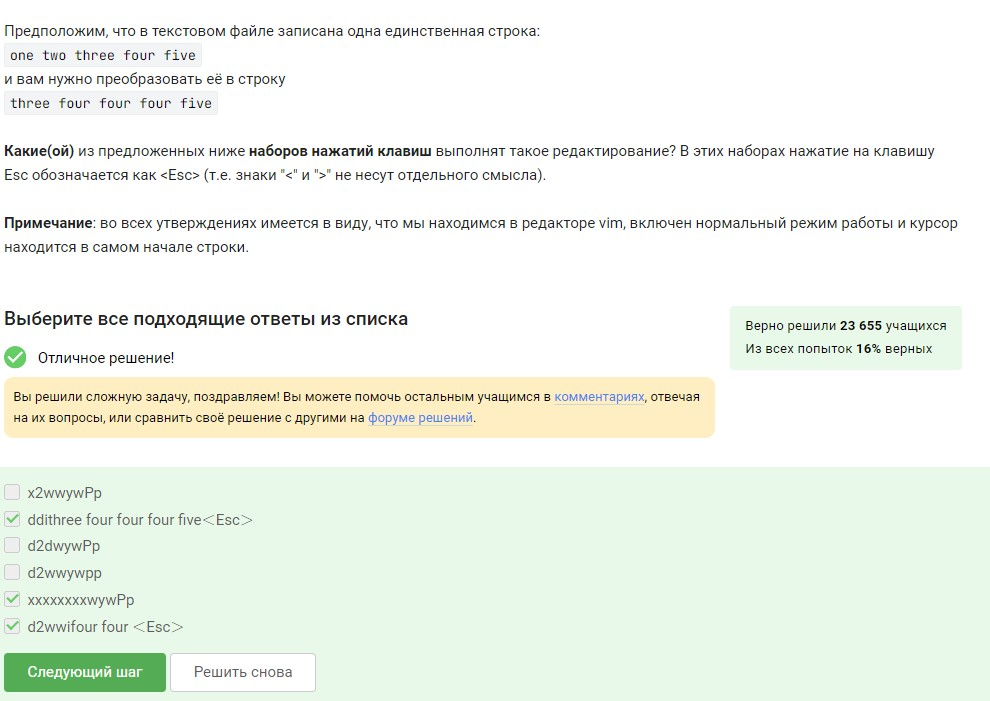 Предположим, что в текстовом файле записана одна единственная строка:
one two three four five
и вам нужно преобразовать её в строку
three four four four five
Какие(ой) из предложенных ниже наборов нажатий клавиш выполнят такое редактирование? В этих наборах нажатие на клавишу
Esc обозначается как <Esc> (т.е. знаки "<" и ">" не несут отдельного смысла).
Примечание: во всех утверждениях имеется в виду, что мы находимся в редакторе vim, включен нормальный режим работы и курсор
находится в самом начале строки.
Выберите все подходящие ответы из списка
Верно решили 23 655 учащихся
Из всех попыток 16% верных
Отличное решение!
Вы решили сложную задачу, поздравляем! Вы можете помочь остальным учащимся в комментариях, отвечая
на их вопросы, или сравнить своё решение с другими на форуме решений.
x2wwywPp
ddithree four four four five<Esc>
d2dwywPp
d2wwywpp
xxxxxxxxwywPp
d2wwifour four <Esc>
Следующий шаг
Решить снова